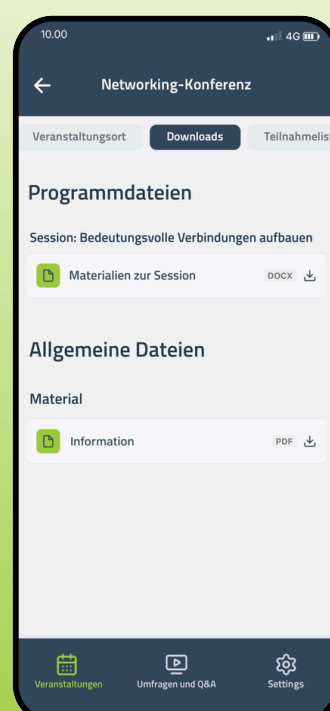 10.00
4G
Networking-Konferenz
Veranstaltungsort Downloads Teilnahmelis
Programmdateien
Session: Bedeutungsvolle Verbindungen aufbauen
Materialien zur Session DOCX
Allgemeine Dateien
Material
Information PDF
Veranstaltungen Umfragen und Q&A Settings